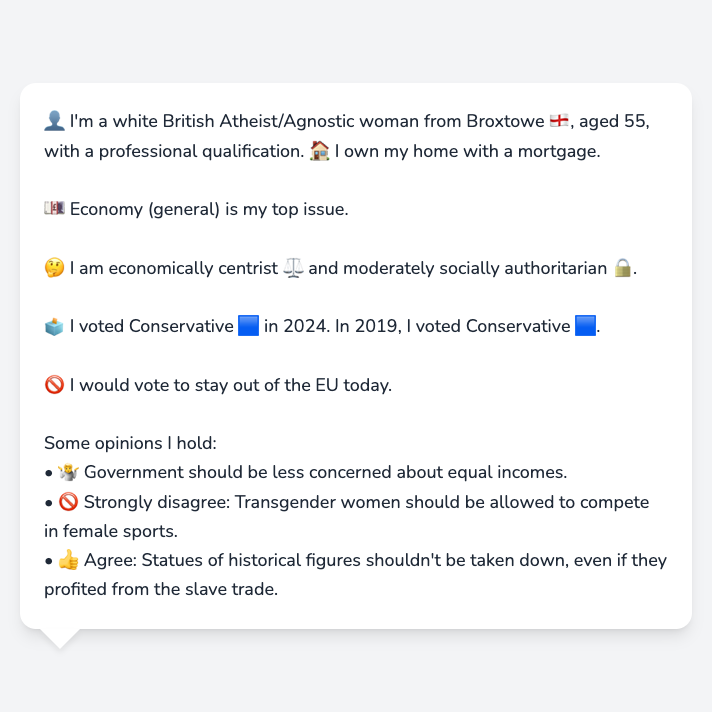 👤 I'm a white British Atheist/Agnostic woman from Broxtowe 🏴󠁧󠁢󠁥󠁮󠁧󠁿, aged 55,
with a professional qualification. 🏠 I own my home with a mortgage.
💷 Economy (general) is my top issue.
🤔 I am economically centrist ⚖️ and moderately socially authoritarian 🔒.
🗳️ I voted Conservative 🟦 in 2024. In 2019, I voted Conservative 🟦.
🚫 I would vote to stay out of the EU today.
Some opinions I hold:
• 🤷 Government should be less concerned about equal incomes.
• 🚫 Strongly disagree: Transgender women should be allowed to compete
in female sports.
• 👍 Agree: Statues of historical figures shouldn't be taken down, even if they
profited from the slave trade.